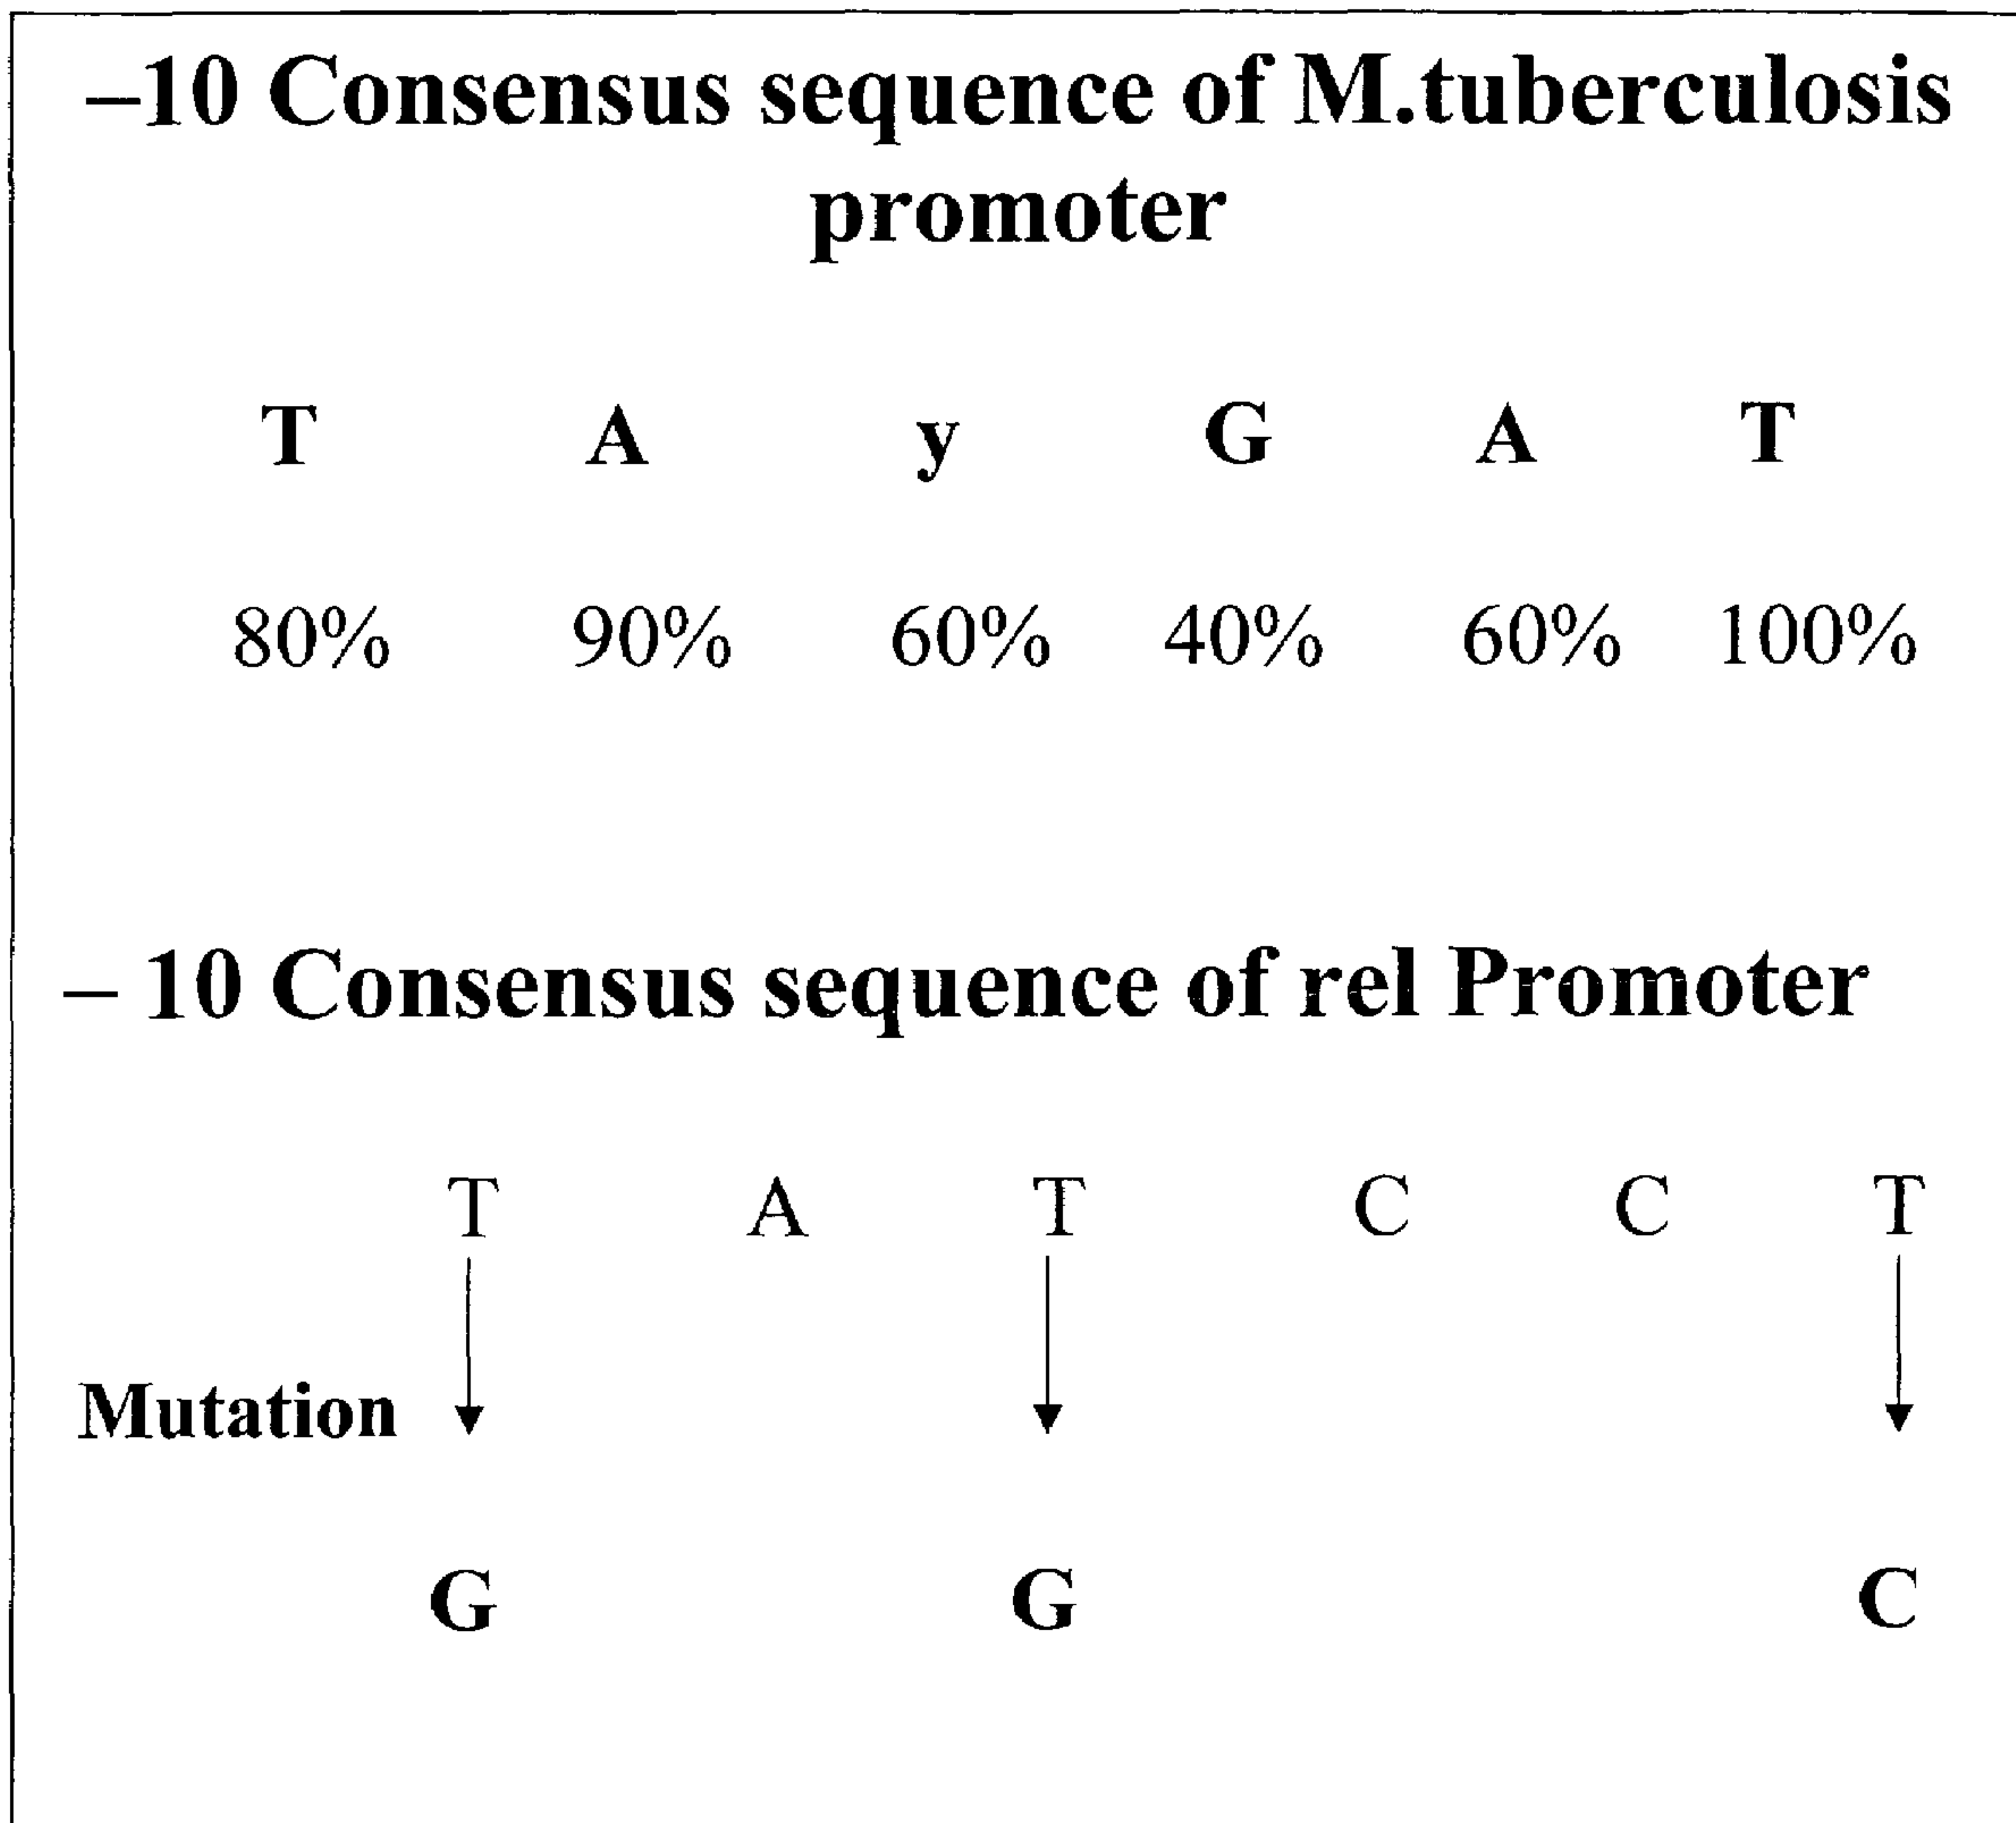 –10 Consensus sequence of M.tuberculosis
promoter
T A y G A T
80% 90% 60% 40% 60% 100%
– 10 Consensus sequence of rel Promoter
T A T C C T
Mutation
G G C